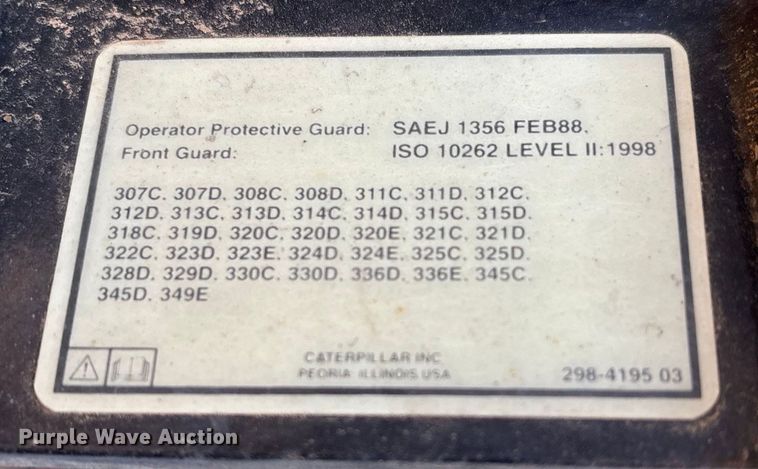 Operator Protective Guard: SAEJ 1356 FEB88.
Front Guard: ISO 10262 LEVEL II:1998
307C. 307D. 308C. 308D. 311C. 311D. 312C.
312D. 313C. 313D. 314C. 314D. 315C. 315D.
318C. 319D. 320C. 320D. 320E. 321C. 321D.
322C. 323D. 323E. 324D. 324E. 325C. 325D.
328D. 329D. 330C. 330D. 336D. 336E. 345C.
345D. 349E
CATERPILLAR INC
PEORIA ILLINOIS USA
298-4195 03
Purple Wave Auction